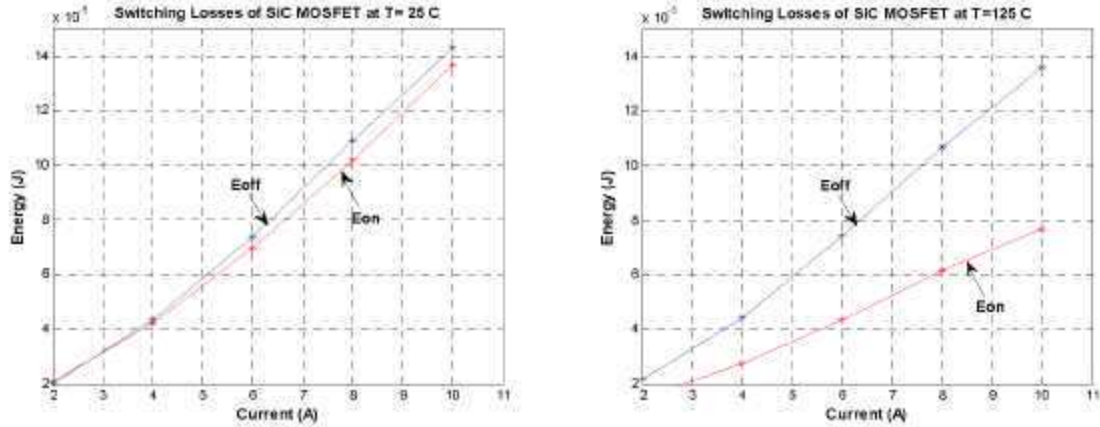 Switching Losses of SiC MOSFET at T= 25 C
x 10
14
12
10
8
6
4
2
2 3 4 5 6 7 8 9 10 11
Energy (J)
Current (A)
Eoff
Eon
Switching Losses of SiC MOSFET at T=125 C
x 10
14
12
10
8
6
4
2
2 3 4 5 6 7 8 9 10 11
Energy (J)
Current (A)
Eoff
Eon